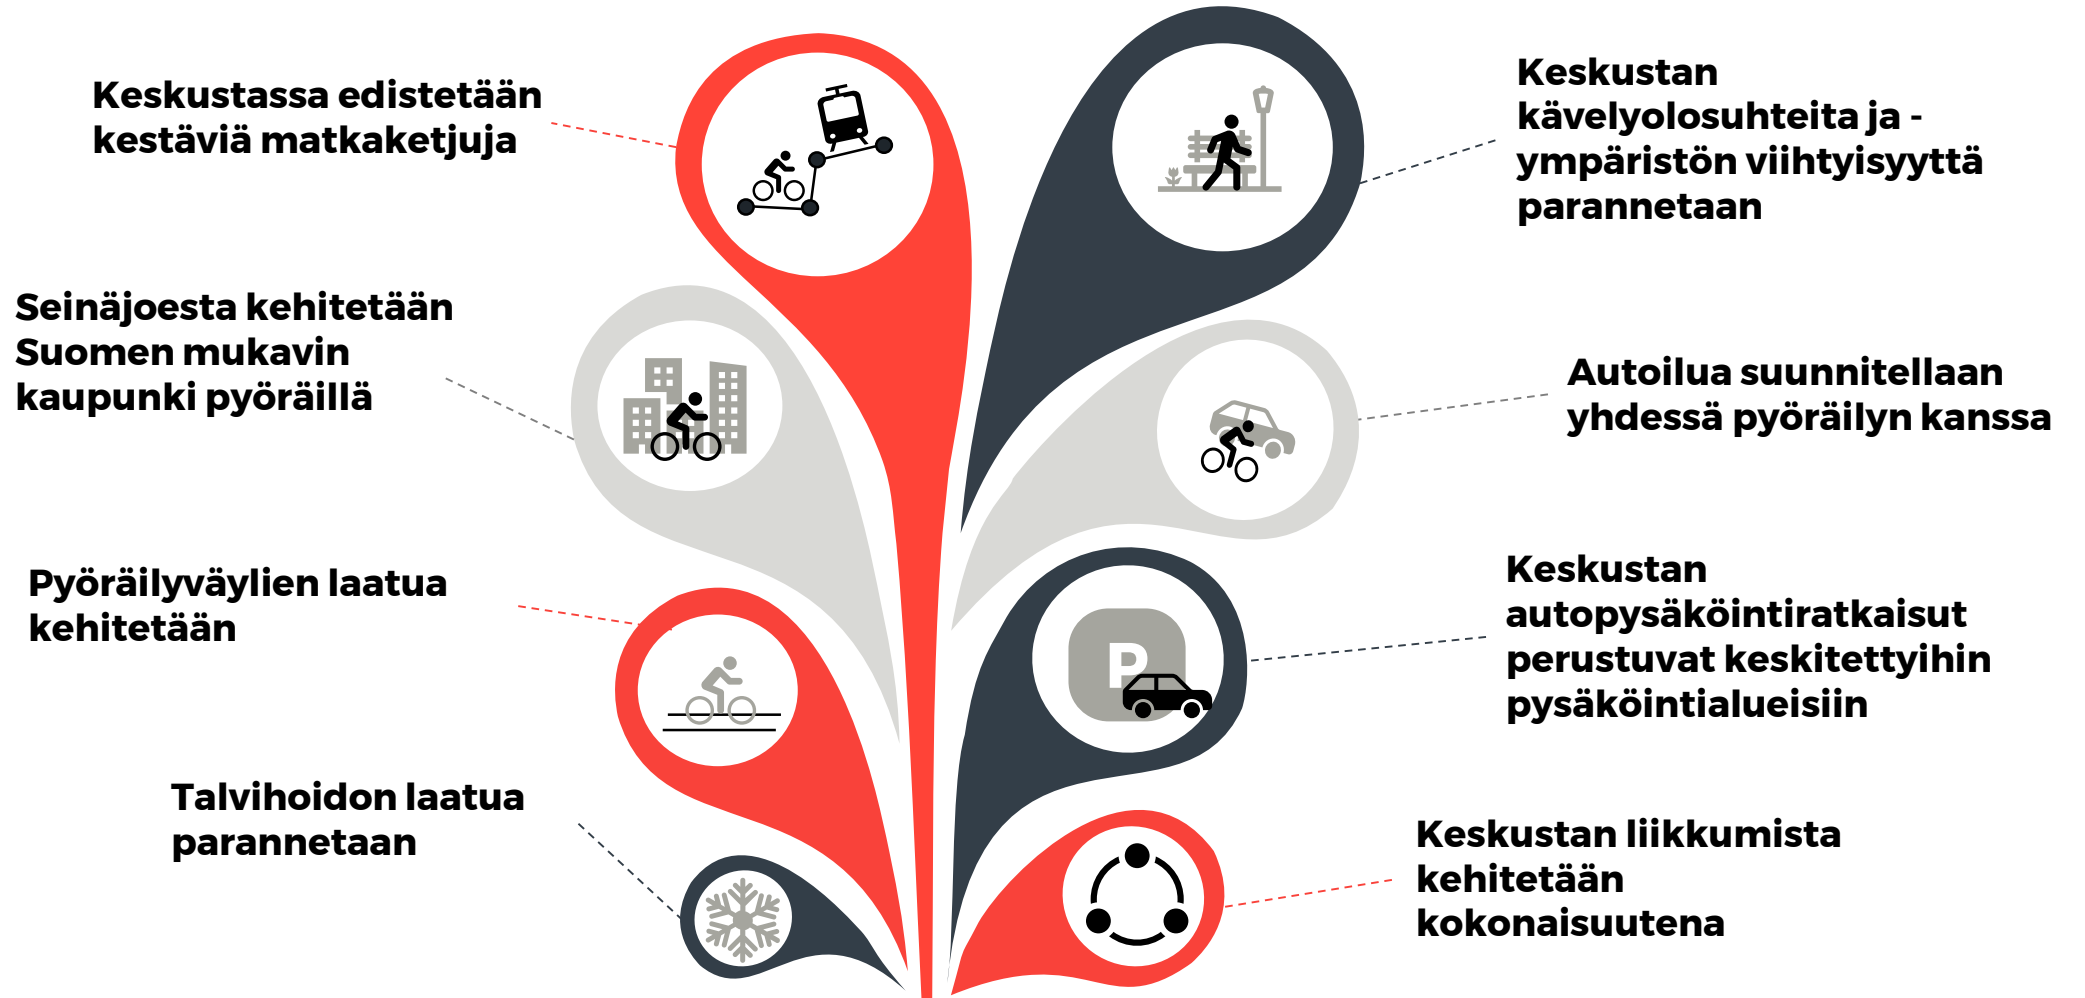 Keskustassa edistetään
kestäviä matkaketjuja
Seinäjoesta kehitetään
Suomen mukavin
kaupunki pyöräillä
Pyöräilyväylien laatua
kehitetään
Talvihoidon laatua
parannetaan
Keskustan
kävelyolosuhteita ja -
ympäristön viihtyisyyttä
parannetaan
Autoilua suunnitellaan
yhdessä pyöräilyn kanssa
P
Keskustan
autopysäköintiratkaisut
perustuvat keskitettyihin
pysäköintialueisiin
Keskustan liikkumista
kehitetään
kokonaisuutena